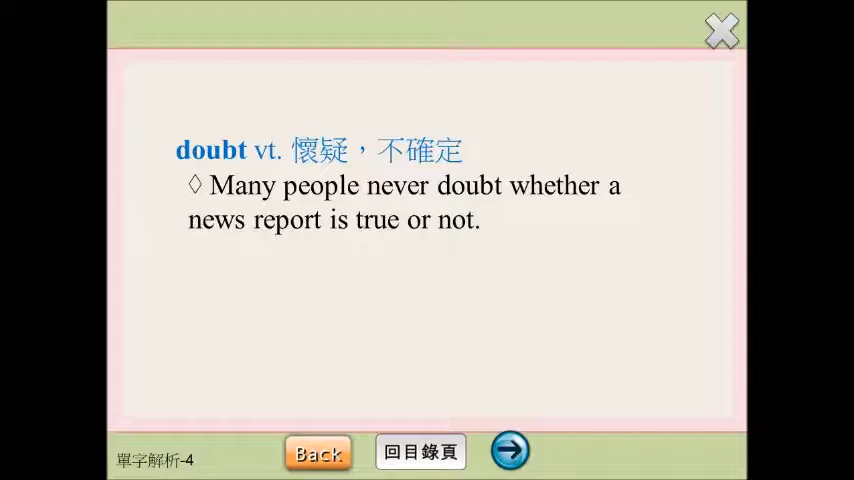 doubt vt. 懷疑，不確定
◊ Many people never doubt whether a
news report is true or not.
單字解析-4
Back
回目錄頁